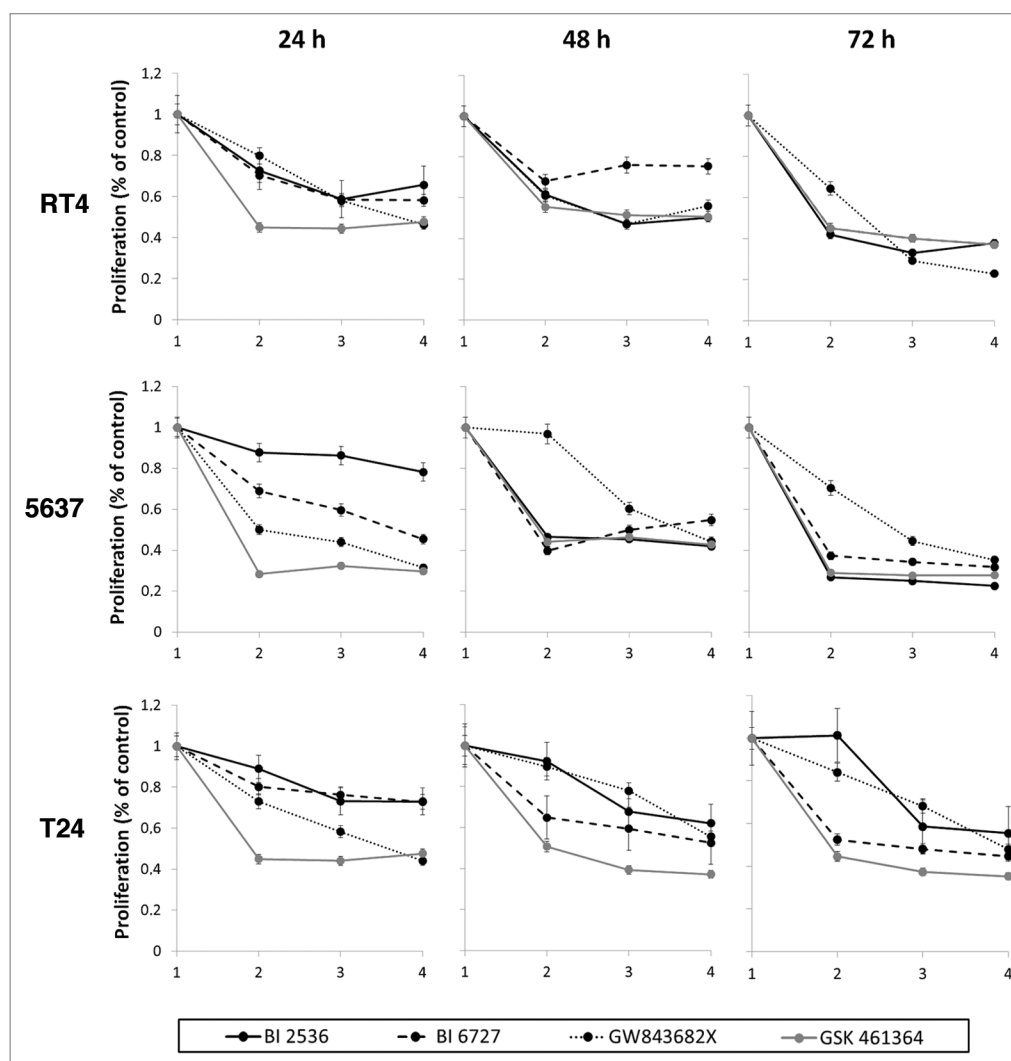 24 h 48 h 72 h
RT4
Proliferation (% of control)
1,2
1
0.8
0.6
0.4
0.2
0
1 2 3 4
1 2 3 4
1 2 3 4
5637
Proliferation (% of control)
1,2
1
0.8
0.6
0.4
0.2
0
1 2 3 4
1 2 3 4
1 2 3 4
T24
Proliferation (% of control)
1,2
1
0.8
0.6
0.4
0.2
0
1 2 3 4
1 2 3 4
1 2 3 4
BI 2536 BI 6727 GW843682X GSK 461364